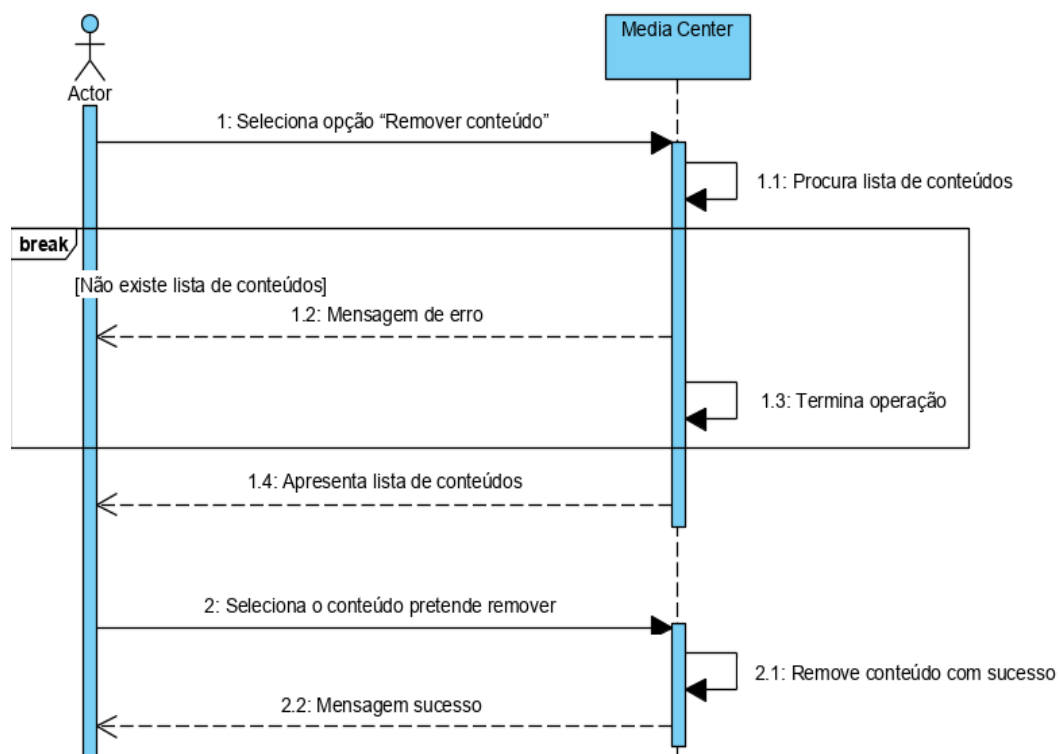 Media Center
Actor
1: Seleciona opção “Remover conteúdo”
1.1: Procura lista de conteúdos
break
[Não existe lista de conteúdos]
1.2: Mensagem de erro
1.3: Termina operação
1.4: Apresenta lista de conteúdos
2: Seleciona o conteúdo pretende remover
2.1: Remove conteúdo com sucesso
2.2: Mensagem sucesso